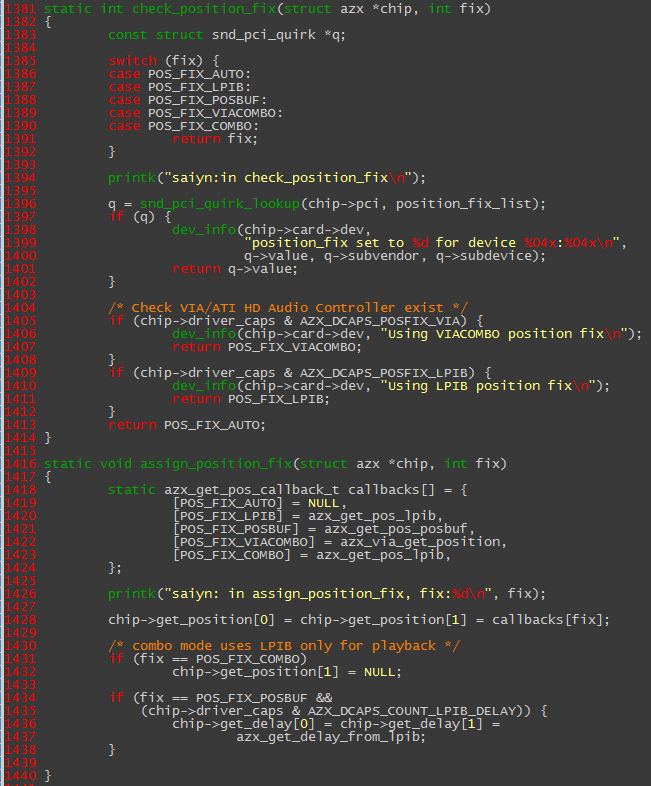 1381 static int check_position_fix(struct azx *chip, int fix)
1382 {
1383         const struct snd_pci_quirk *q;
1384
1385         switch (fix) {
1386         case POS_FIX_AUTO:
1387         case POS_FIX_LPIB:
1388         case POS_FIX_POSBUF:
1389         case POS_FIX_VIACOMBO:
1390         case POS_FIX_COMBO:
1391                 return fix;
1392         }
1393
1394         printk("saiyn:in check_position_fix\n");
1395
1396         q = snd_pci_quirk_lookup(chip->pci, position_fix_list);
1397         if (q) {
1398                 dev_info(chip->card->dev,
1399                          "position_fix set to %d for device %04x:%04x\n",
1400                          q->value, q->subvendor, q->subdevice);
1401                 return q->value;
1402         }
1403
1404         /* Check VIA/ATI HD Audio Controller exist */
1405         if (chip->driver_caps & AZX_DCAPS_POSFIX_VIA) {
1406                 dev_info(chip->card->dev, "Using VIACOMBO position fix\n");
1407                 return POS_FIX_VIACOMBO;
1408         }
1409         if (chip->driver_caps & AZX_DCAPS_POSFIX_LPIB) {
1410                 dev_info(chip->card->dev, "Using LPIB position fix\n");
1411                 return POS_FIX_LPIB;
1412         }
1413         return POS_FIX_AUTO;
1414 }
1415
1416 static void assign_position_fix(struct azx *chip, int fix)
1417 {
1418         static azx_get_pos_callback_t callbacks[] = {
1419                 [POS_FIX_AUTO] = NULL,
1420                 [POS_FIX_LPIB] = azx_get_pos_lpib,
1421                 [POS_FIX_POSBUF] = azx_get_pos_posbuf,
1422                 [POS_FIX_VIACOMBO] = azx_via_get_position,
1423                 [POS_FIX_COMBO] = azx_get_pos_lpib,
1424         };
1425
1426         printk("saiyn: in assign_position_fix, fix:%d\n", fix);
1427
1428         chip->get_position[0] = chip->get_position[1] = callbacks[fix];
1429
1430         /* combo mode uses LPIB only for playback */
1431         if (fix == POS_FIX_COMBO)
1432                 chip->get_position[1] = NULL;
1433
1434         if (fix == POS_FIX_POSBUF &&
1435             (chip->driver_caps & AZX_DCAPS_COUNT_LPIB_DELAY)) {
1436                 chip->get_delay[0] = chip->get_delay[1] =
1437                         azx_get_delay_from_lpib;
1438         }
1439
1440 }